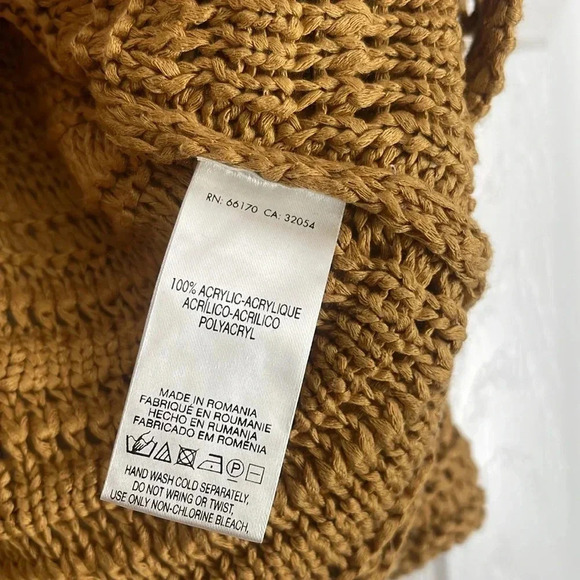 RN: 66170 CA: 32054
100% ACRYLIC-ACRYLIQUE
ACRÍLICO-ACRILICO
POLYACRYL
MADE IN ROMANIA
FABRIQUÉ EN ROUMANIE
HECHO EN RUMANIA
FABRICADO EM ROMÉNIA
P
HAND WASH COLD SEPARATELY,
DO NOT WRING OR TWIST,
USE ONLY NON-CHLORINE BLEACH,